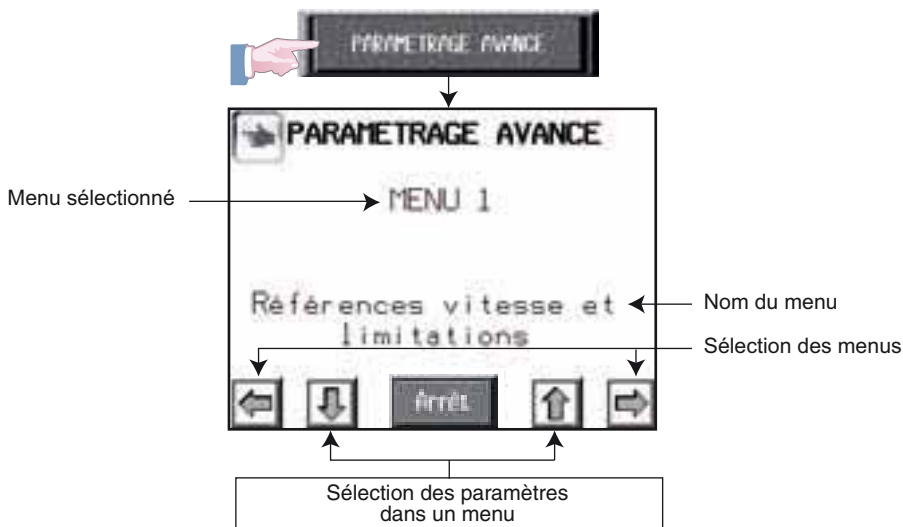 PARAMETRAGE AVANCE
PARAMETRAGE AVANCE
Menu sélectionné
MENU 1
Références vitesse et
limitations
Nom du menu
Sélection des menus
Arrêt
Sélection des paramètres
dans un menu